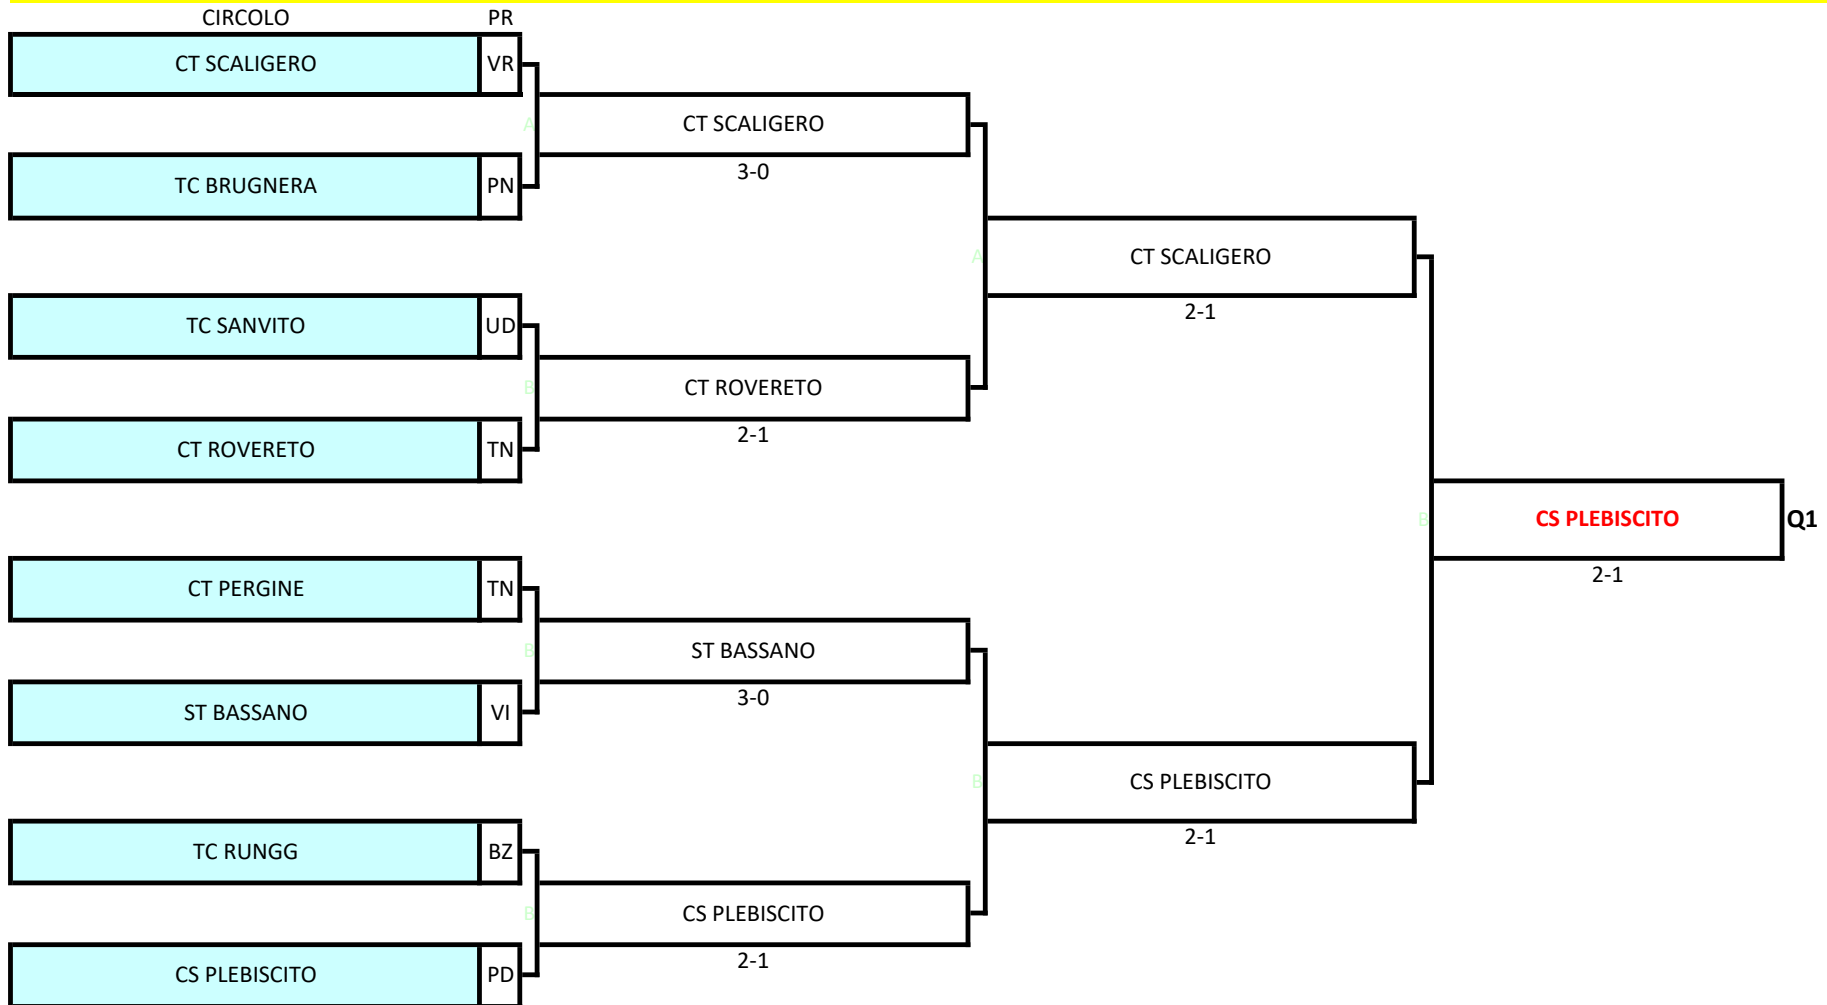 CIRCOLO PR
CT SCALIGERO VR
A CT SCALIGERO
TC BRUGNERA PN
3-0
A CT SCALIGERO
TC SANVITO UD
2-1
B CT ROVERETO
CT ROVERETO TN
2-1
B CS PLEBISCITO Q1
2-1
CT PERGINE TN
B ST BASSANO
ST BASSANO VI
3-0
B CS PLEBISCITO
2-1
TC RUNGG BZ
B CS PLEBISCITO
CS PLEBISCITO PD
2-1